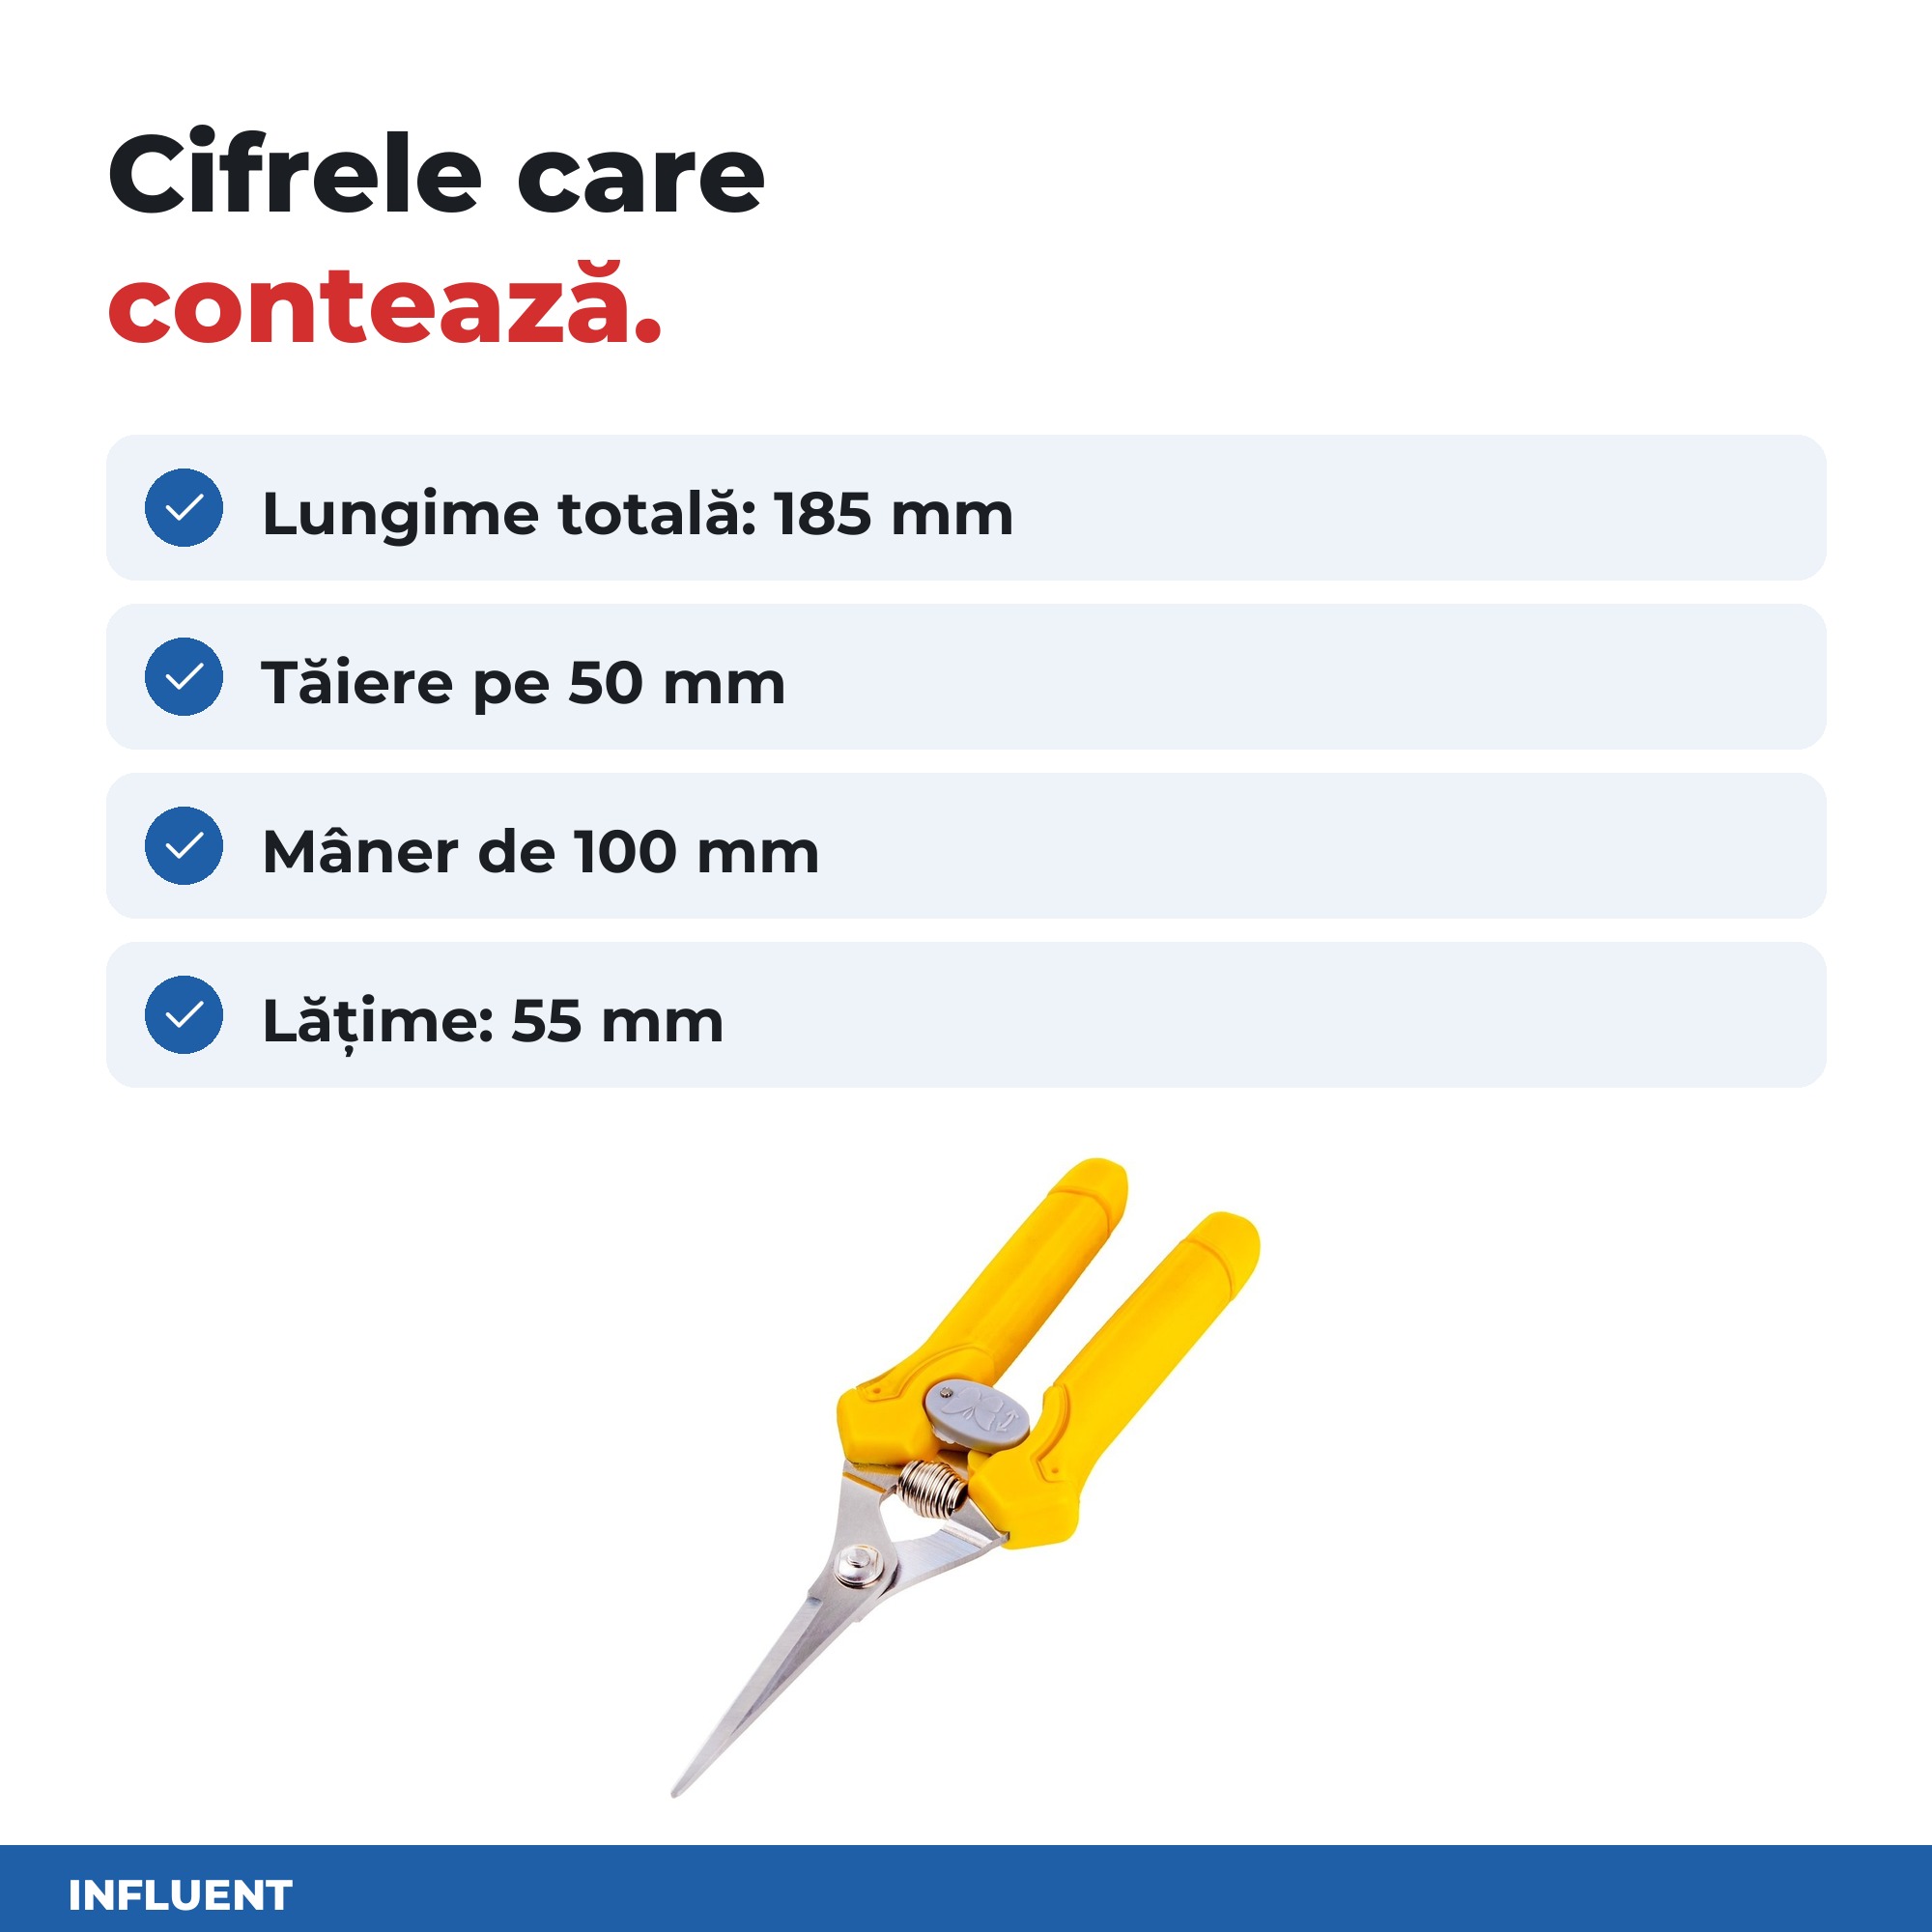 Cifrele care
contează.
Lungime totală: 185 mm
Tăiere pe 50 mm
Mâner de 100 mm
Lățime: 55 mm
INFLUENT